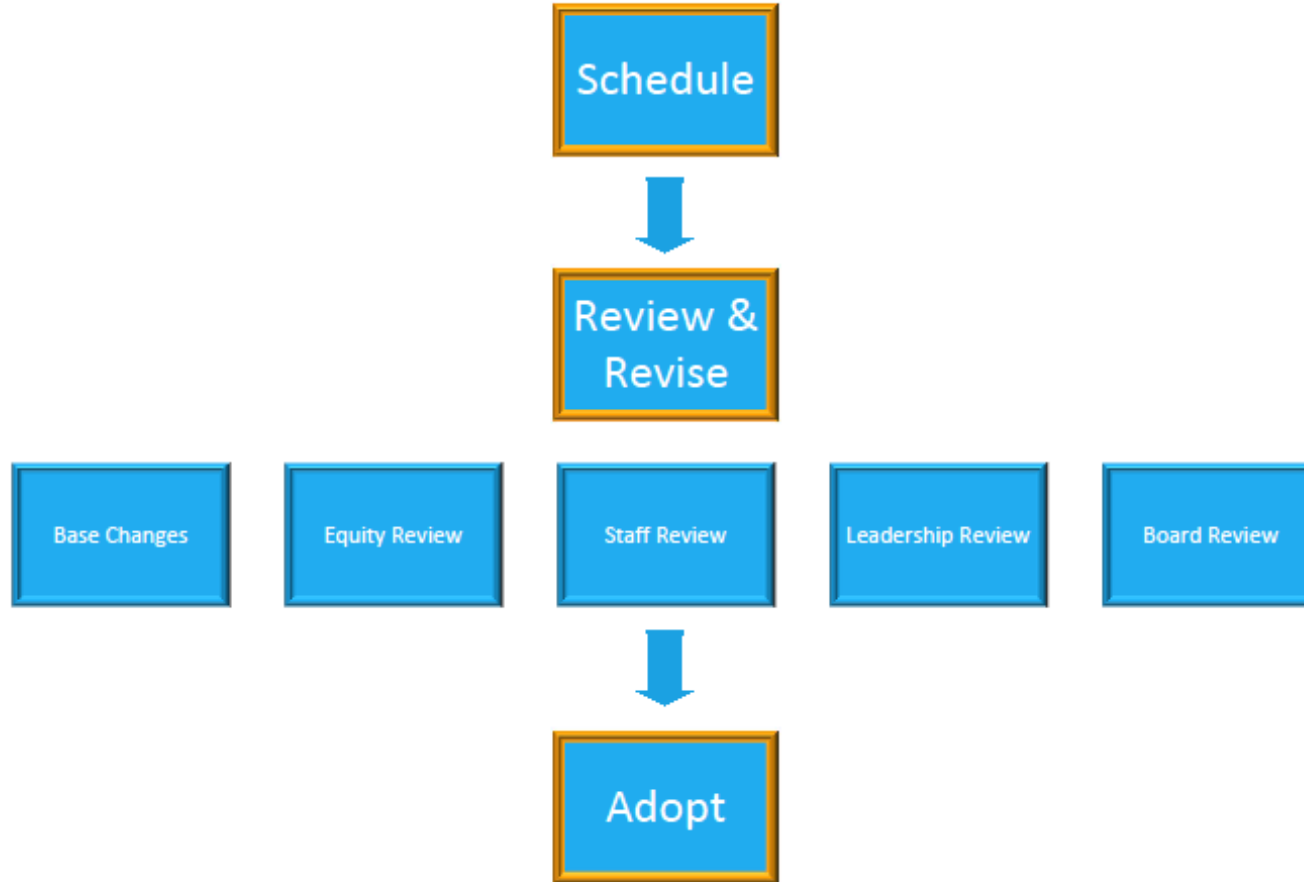 Schedule
Review &
Revise
Base Changes
Equity Review
Staff Review
Leadership Review
Board Review
Adopt